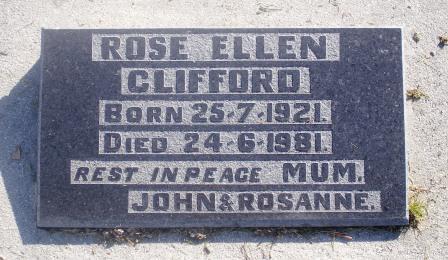 ROSE ELLEN
CLIFFORD
BORN 25-7-1921.
DIED 24-6-1981.
REST IN PEACE MUM.
JOHN & ROSANNE.